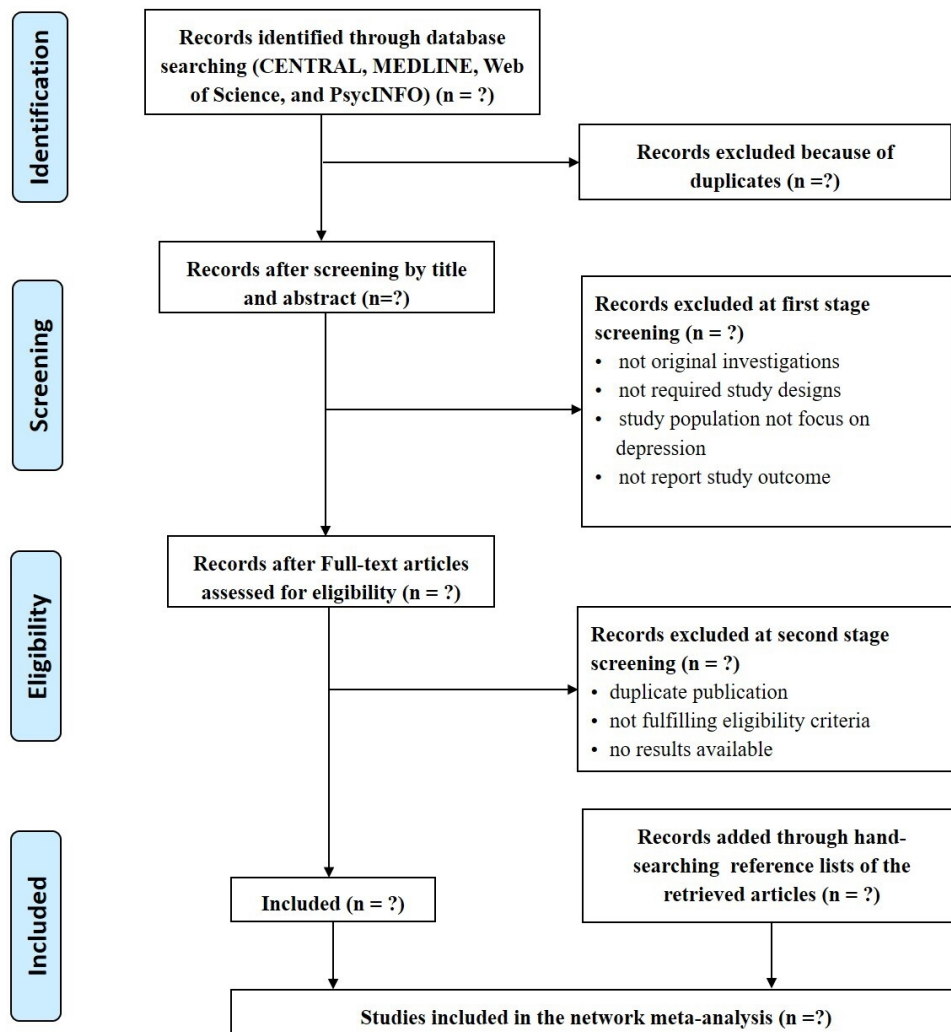 Identification
Records identified through database
searching (CENTRAL, MEDLINE, Web
of Science, and PsycINFO) (n = ?)
Records excluded because of
duplicates (n =?)
Screening
Records after screening by title
and abstract (n=?)
Records excluded at first stage
screening (n = ?)
• not original investigations
• not required study designs
• study population not focus on
depression
• not report study outcome
Eligibility
Records after Full-text articles
assessed for eligibility (n = ?)
Records excluded at second stage
screening (n = ?)
• duplicate publication
• not fulfilling eligibility criteria
• no results available
Included
Records added through hand-
searching reference lists of the
retrieved articles (n = ?)
Included (n = ?)
Studies included in the network meta-analysis (n =?)